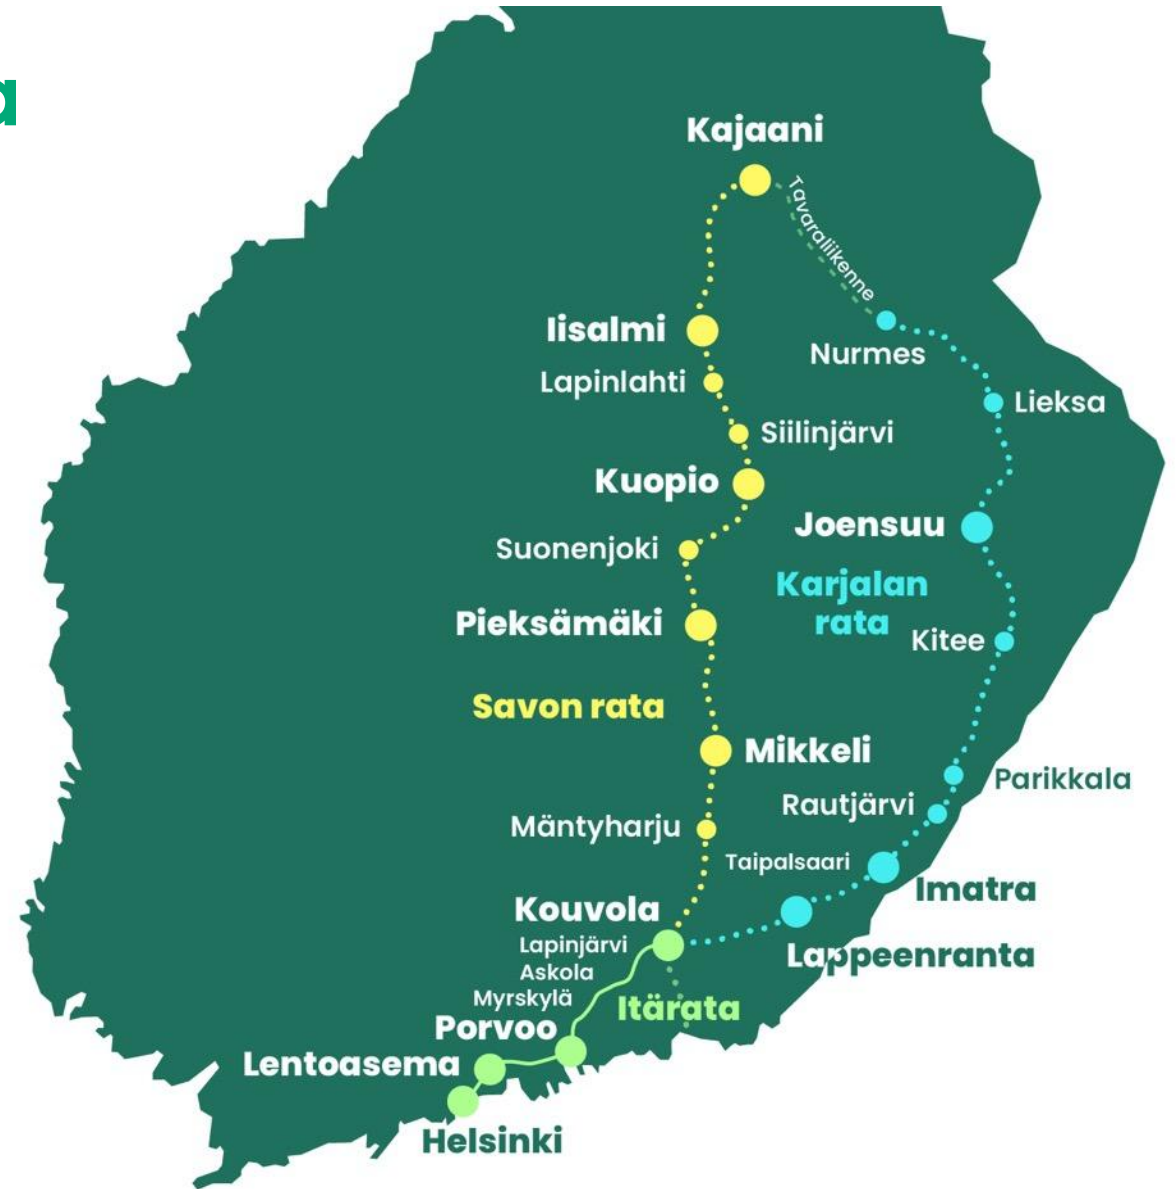 a
Kajaani
Tavaraliikenne
Iisalmi
Nurmes
Lapinlahti
Lieksa
Siilinjärvi
Kuopio
Joensuu
Suonenjoki
Karjalan
rata
Pieksämäki
Kitee
Savon rata
Mikkeli
Parikkala
Rautjärvi
Mäntyharju
Taipalsaari
Imatra
Kouvola
Lapinjärvi
Lappeenranta
Askola
Myrskylä
Itärata
Porvoo
Lentoasema
Helsinki